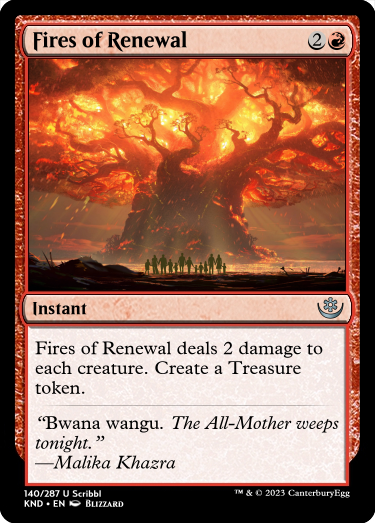 Fires of Renewal 2
Instant
Fires of Renewal deals 2 damage to
each creature. Create a Treasure
token.
“Bwana wangu. The All-Mother weeps
tonight.”
—Malika Khazra
140/287 U Scribbl
KND • EN Blizzard
™ & © 2023 CanterburyEgg